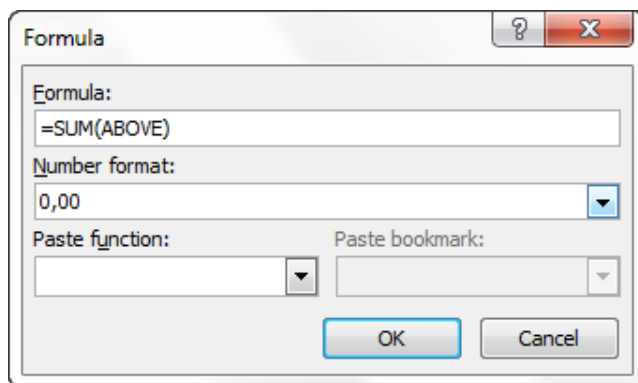 Formula
Formula:
=SUM(ABOVE)
Number format:
0,00
Paste function: Paste bookmark:
OK Cancel